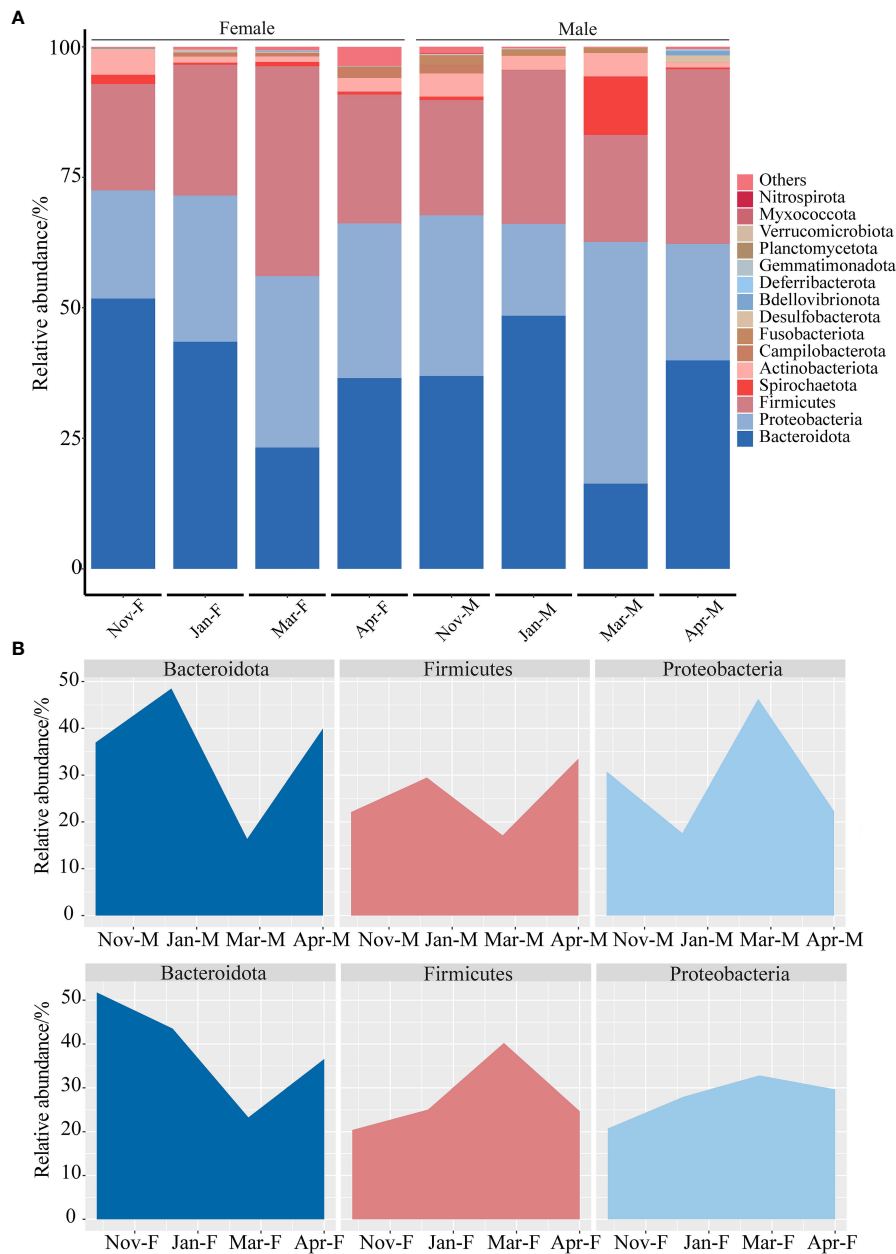 A
Female
Male
Relative abundance/%
100
75
50
25
0
Nov-F
Jan-F
Mar-F
Apr-F
Nov-M
Jan-M
Mar-M
Apr-M
Others
Nitrospirota
Myxococcota
Verrucomicrobiota
Planctomycetota
Gemmatimonadota
Deferribacterota
Bdellovibrionota
Desulfobacterota
Fusobacteriota
Campilobacterota
Actinobacteriota
Spirochaetota
Firmicutes
Proteobacteria
Bacteroidota
B
Bacteroidota
Firmicutes
Proteobacteria
Relative abundance/%
50
40
30
20
10
0
Nov-M Jan-M Mar-M Apr-M
Nov-M Jan-M Mar-M Apr-M
Nov-M Jan-M Mar-M Apr-M
Bacteroidota
Firmicutes
Proteobacteria
Relative abundance/%
50
40
30
20
10
0
Nov-F Jan-F Mar-F Apr-F
Nov-F Jan-F Mar-F Apr-F
Nov-F Jan-F Mar-F Apr-F